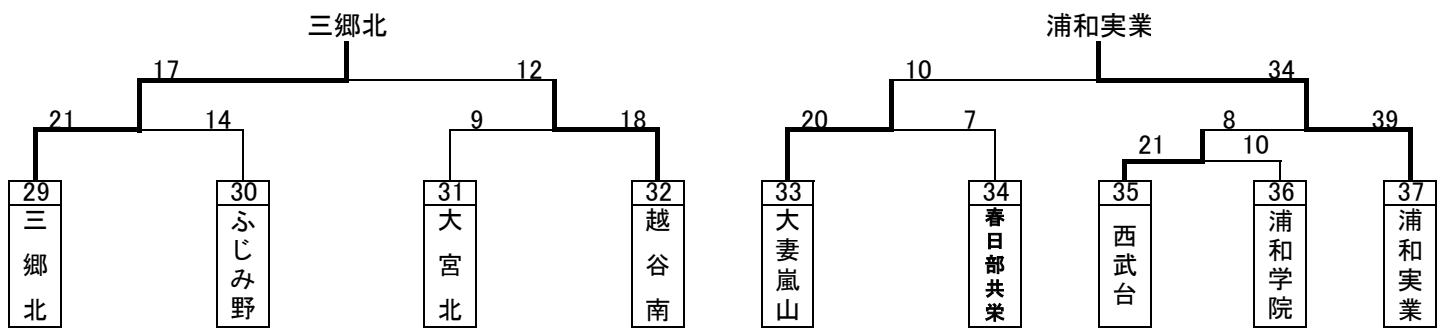 三郷北 浦和実業
17 12 10 34
21 14 9 18 20 7 8 39
21 10
29 30 31 32 33 34 35 36 37
三郷北
ふじみ野
大宮北
越谷南
大妻嵐山
春日部共栄
西武台
浦和学院
浦和実業